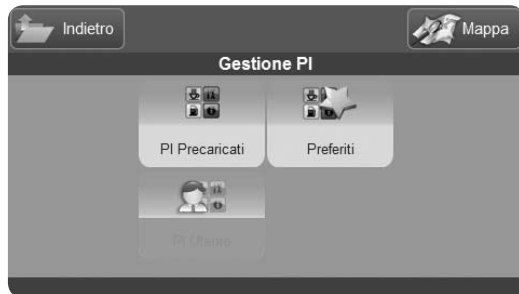 Indietro
Mappa
Gestione PI
PI Precaricati
Preferiti
PI Utente